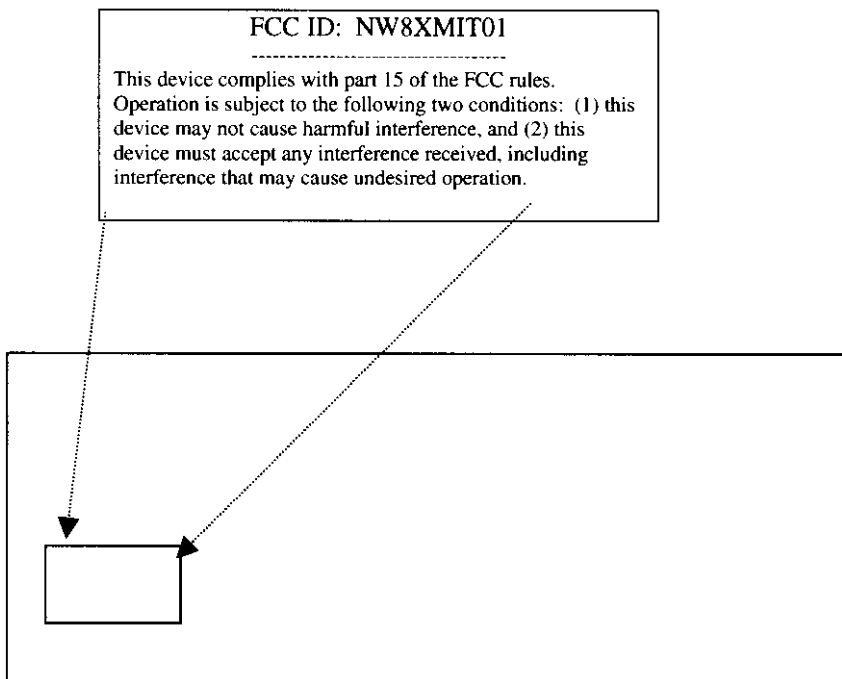 FCC ID: NW8XMIT01
This device complies with part 15 of the FCC rules.
Operation is subject to the following two conditions: (1) this
device may not cause harmful interference, and (2) this
device must accept any interference received, including
interference that may cause undesired operation.